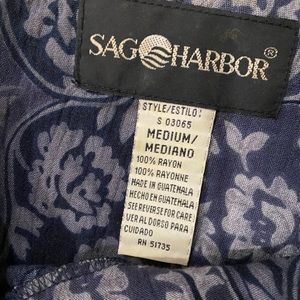 SAG HARBOR®
STYLE/ESTILO:
S 03065
MEDIUM/
MEDIANO
100% RAYON
100% RAYONNE
MADE IN GUATEMALA
HECHO EN GUATEMALA
SEE REVERSE FOR CARE/
VER AL DORSO PARA
CUIDADO
RN 51735